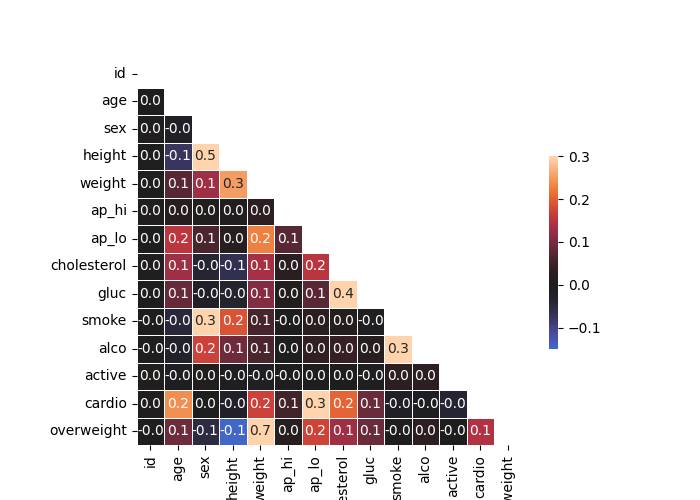 id
age 0.0
sex 0.0 -0.0
height 0.0 -0.1 0.5
weight 0.0 0.1 0.1 0.3
ap_hi 0.0 0.0 0.0 0.0 0.0
ap_lo 0.0 0.2 0.1 0.0 0.2 0.1
cholesterol 0.0 0.1 -0.0 -0.1 0.1 0.0 0.2
gluc 0.0 0.1 -0.0 -0.0 0.1 0.0 0.1 0.4
smoke -0.0 -0.0 0.3 0.2 0.1 -0.0 0.0 0.0 -0.0
alco 0.0 -0.0 0.2 0.1 0.1 0.0 0.0 0.0 0.0 0.3
active 0.0 -0.0 0.0 -0.0 -0.0 -0.0 0.0 0.0 -0.0 0.0 0.0
cardio 0.0 0.2 0.0 -0.0 0.2 0.1 0.3 0.2 0.1 -0.0 -0.0 -0.0
overweight -0.0 0.1 -0.1 -0.1 0.7 0.0 0.2 0.1 0.1 -0.0 0.0 -0.0 0.1
id age sex height weight ap_hi ap_lo esterol gluc smoke alco active cardio weight
0.3
0.2
0.1
0.0
−0.1